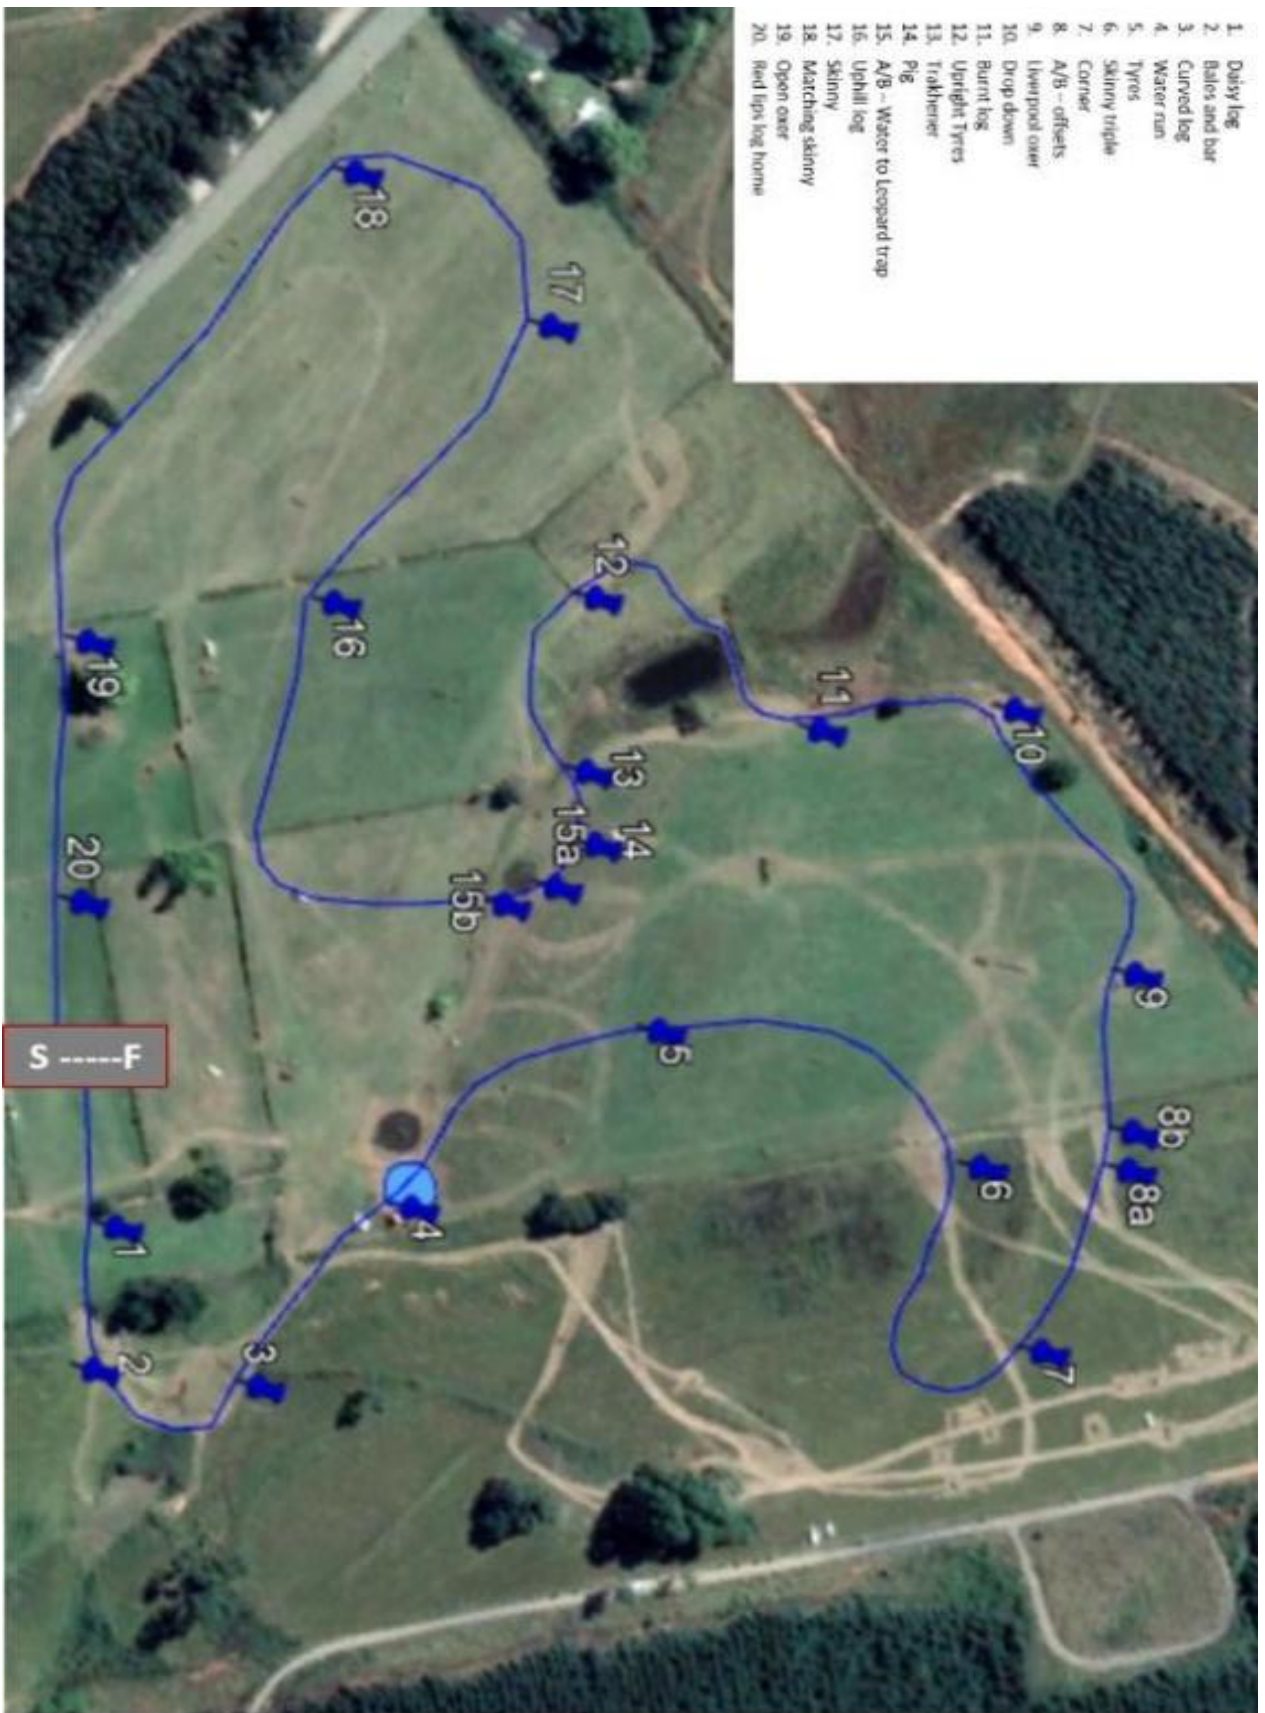 1. Daisy log
2. Bales and bar
3. Curved log
4. Water run
5. Tyres
6. Skinny triple
7. Corner
8. A/B – offsets
9. Liverpool oxer
10. Drop down
11. Burnt log
12. Upright Tyres
13. Trakhener
14. Pig
15. A/B – Water to Leopard trap
16. Uphill log
17. Skinny
18. Matching skinny
19. Open oxer
20. Red lips log home
18
17
12
16
11
10
19
13
14
15a
15b
20
9
5
8b
8a
6
S -----F
4
1
7
3
2